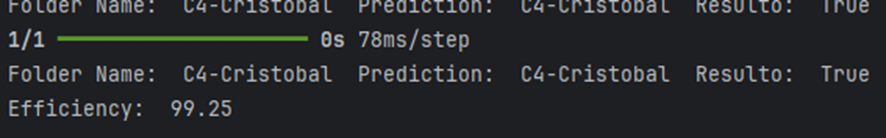 Folder Name:  C4-Cristobal  Prediction:  C4-Cristobal  Resulto:  True
1/1 ━━━━━━━━━━━━━━━━━━━━ 0s 78ms/step
Folder Name:  C4-Cristobal  Prediction:  C4-Cristobal  Resulto:  True
Efficiency:  99.25